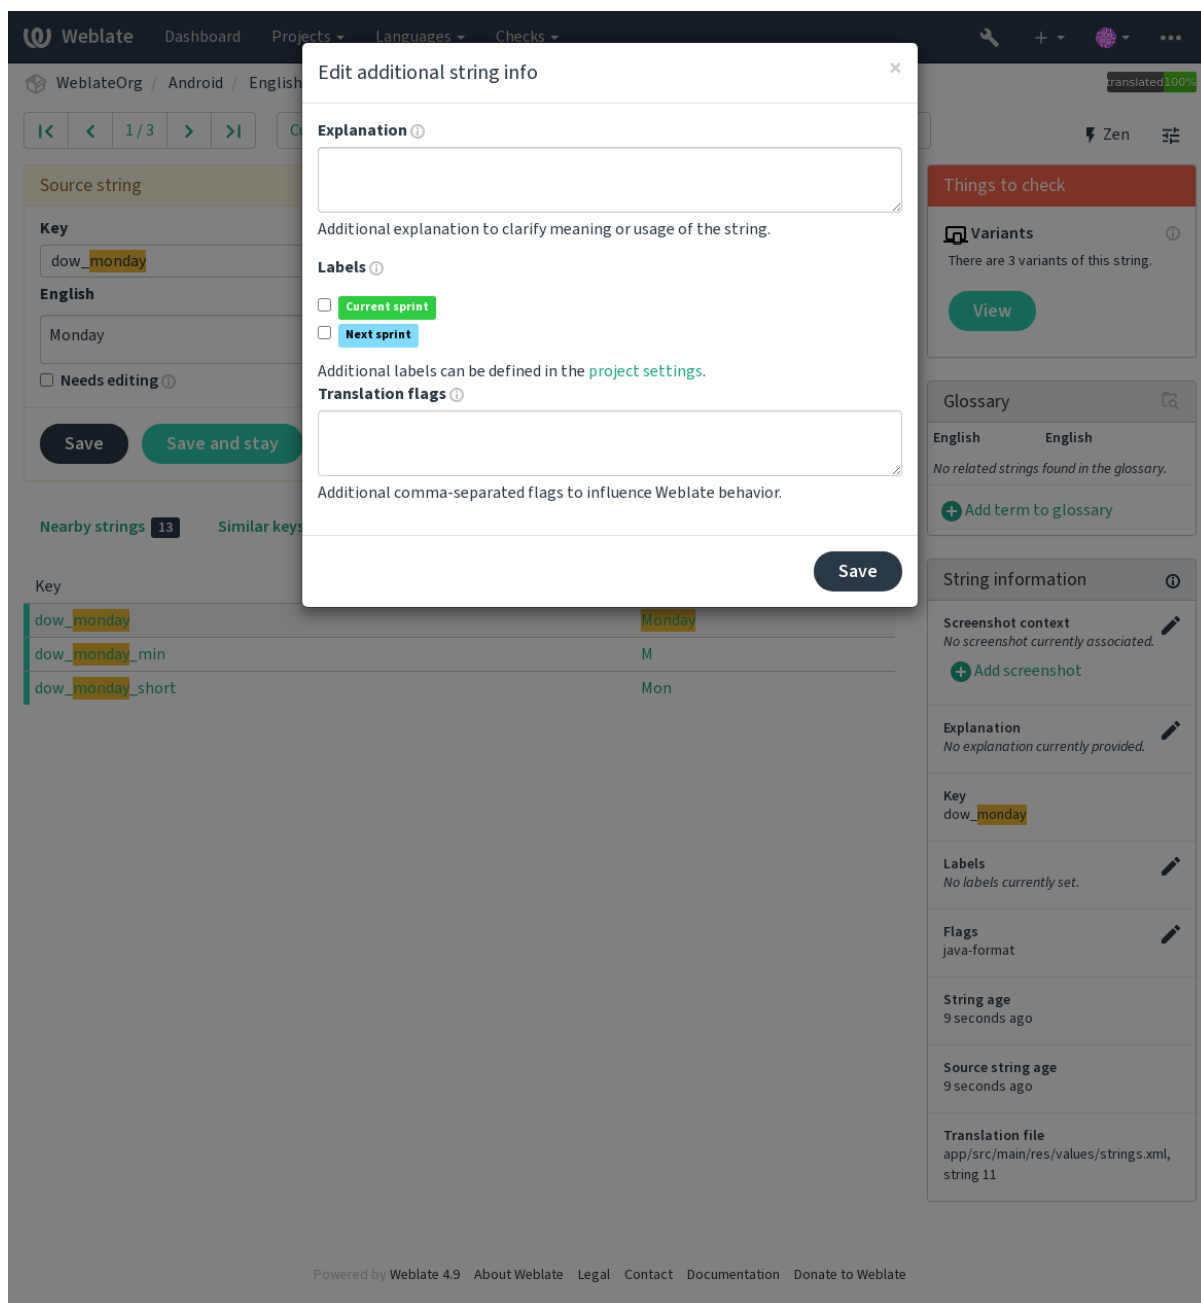 Weblate Dashboard Projects Languages Checks
WeblateOrg / Android / English
translated 100%
Edit additional string info
×
1 / 3
Zen
Explanation
Additional explanation to clarify meaning or usage of the string.
Labels
Current sprint
Next sprint
Additional labels can be defined in the project settings.
Translation flags
Additional comma-separated flags to influence Weblate behavior.
Save
Source string
Key
dow_monday
English
Monday
Needs editing
Save
Save and stay
Nearby strings 13
Similar keys
Key
dow_monday Monday
dow_monday_min M
dow_monday_short Mon
Things to check
Variants
There are 3 variants of this string.
View
Glossary
English English
No related strings found in the glossary.
Add term to glossary
String information
Screenshot context
No screenshot currently associated.
Add screenshot
Explanation
No explanation currently provided.
Key
dow_monday
Labels
No labels currently set.
Flags
java-format
String age
9 seconds ago
Source string age
9 seconds ago
Translation file
app/src/main/res/values/strings.xml,
string 11
Powered by Weblate 4.9 About Weblate Legal Contact Documentation Donate to Weblate